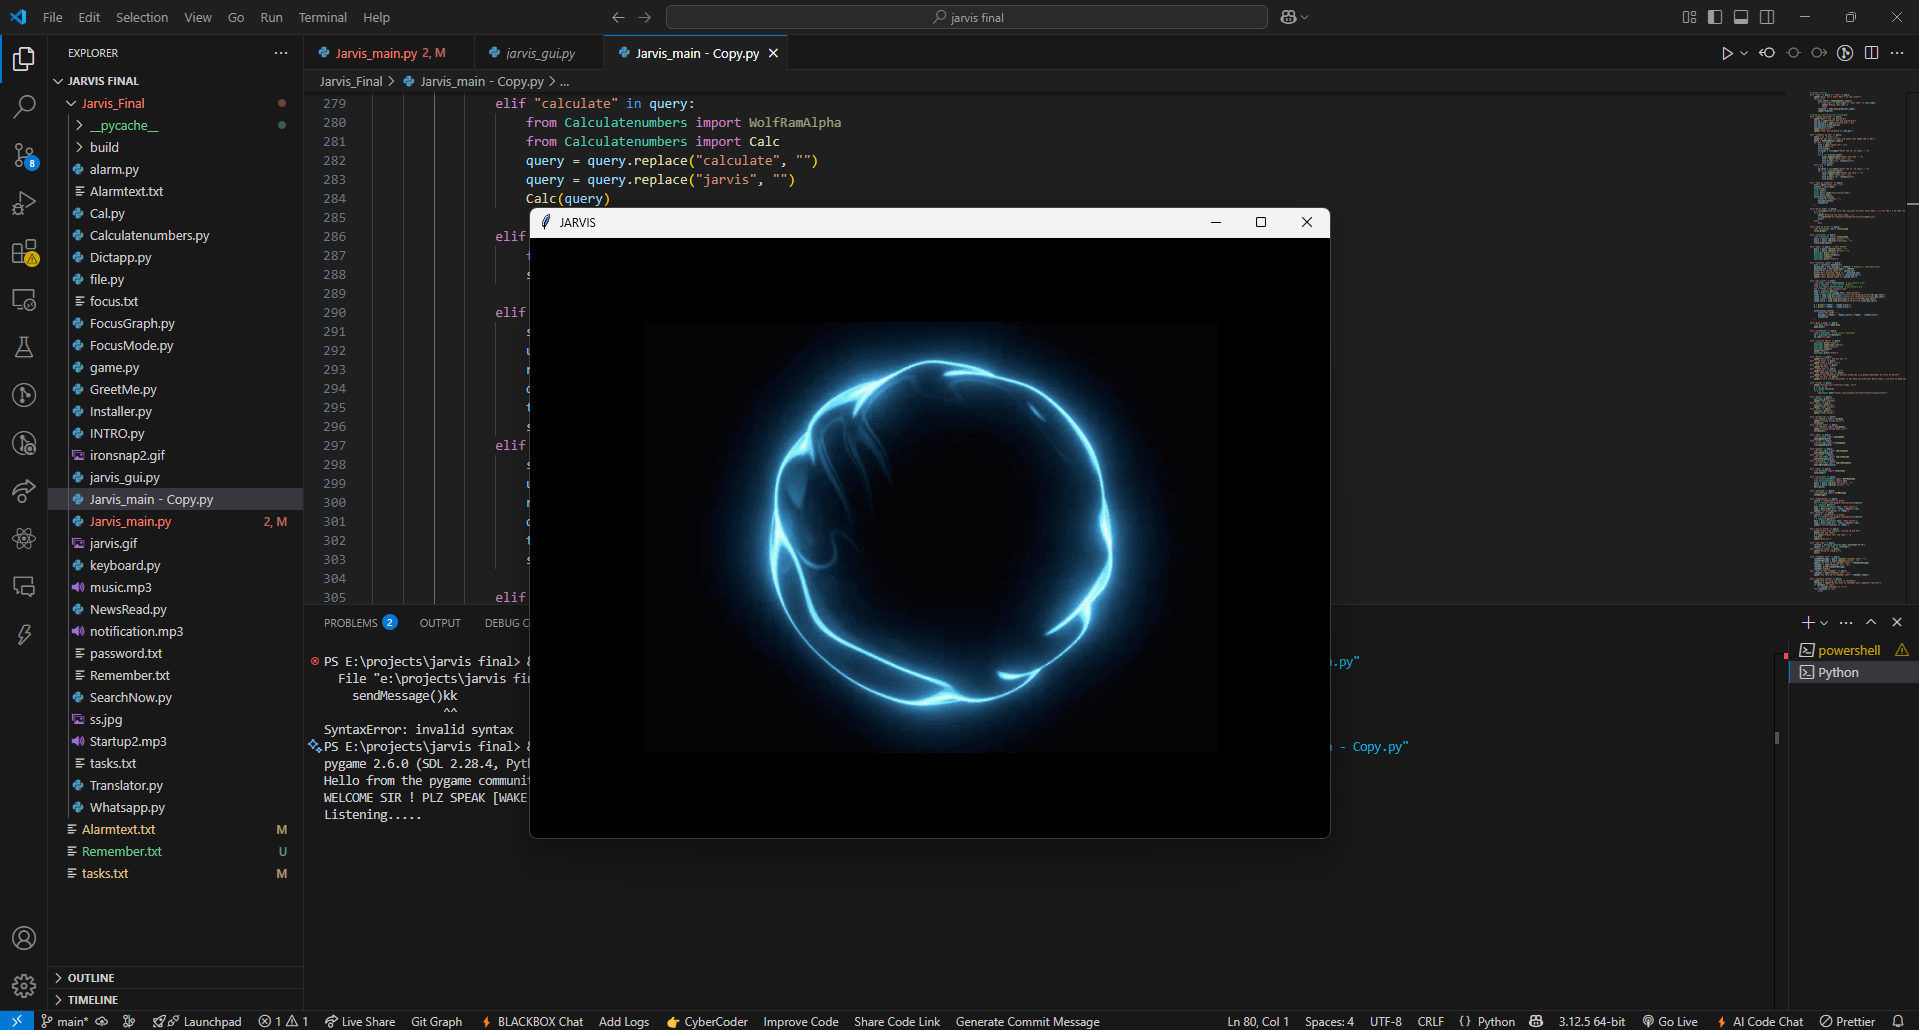 File Edit Selection View Go Run Terminal Help
jarvis final
EXPLORER
JARVIS FINAL
Jarvis_Final
__pycache__
build
alarm.py
Alarmtext.txt
Cal.py
Calculatenumbers.py
Dictapp.py
file.py
focus.txt
FocusGraph.py
FocusMode.py
game.py
GreetMe.py
Installer.py
INTRO.py
ironsnap2.gif
jarvis_gui.py
Jarvis_main - Copy.py
Jarvis_main.py 2, M
jarvis.gif
keyboard.py
music.mp3
NewsRead.py
notification.mp3
password.txt
Remember.txt
SearchNow.py
ss.jpg
Startup2.mp3
tasks.txt
Translator.py
Whatsapp.py
Alarmtext.txt M
Remember.txt U
tasks.txt M
OUTLINE
TIMELINE
8
Jarvis_main.py 2, M jarvis_gui.py Jarvis_main - Copy.py
Jarvis_Final > Jarvis_main - Copy.py > ...
279 elif "calculate" in query:
280 from Calculatenumbers import WolfRamAlpha
281 from Calculatenumbers import Calc
282 query = query.replace("calculate", "")
283 query = query.replace("jarvis", "")
284 Calc(query)
285
286 elif
287
288
289
290 elif
291
292
293
294
295
296
297 elif
298
299
300
301
302
303
304
305 elif
JARVIS
PROBLEMS 2 OUTPUT DEBUG C
PS E:\projects\jarvis final> & .py"
File "e:\projects\jarvis fin
sendMessage()kk
^^
SyntaxError: invalid syntax
PS E:\projects\jarvis final> & - Copy.py"
pygame 2.6.0 (SDL 2.28.4, Pyth
Hello from the pygame communit
WELCOME SIR ! PLZ SPEAK [WAKE
Listening.....
powershell
Python
main* Launchpad 1 1 Live Share Git Graph BLACKBOX Chat Add Logs CyberCoder Improve Code Share Code Link Generate Commit Message Ln 80, Col 1 Spaces: 4 UTF-8 CRLF {} Python 3.12.5 64-bit Go Live AI Code Chat Prettier